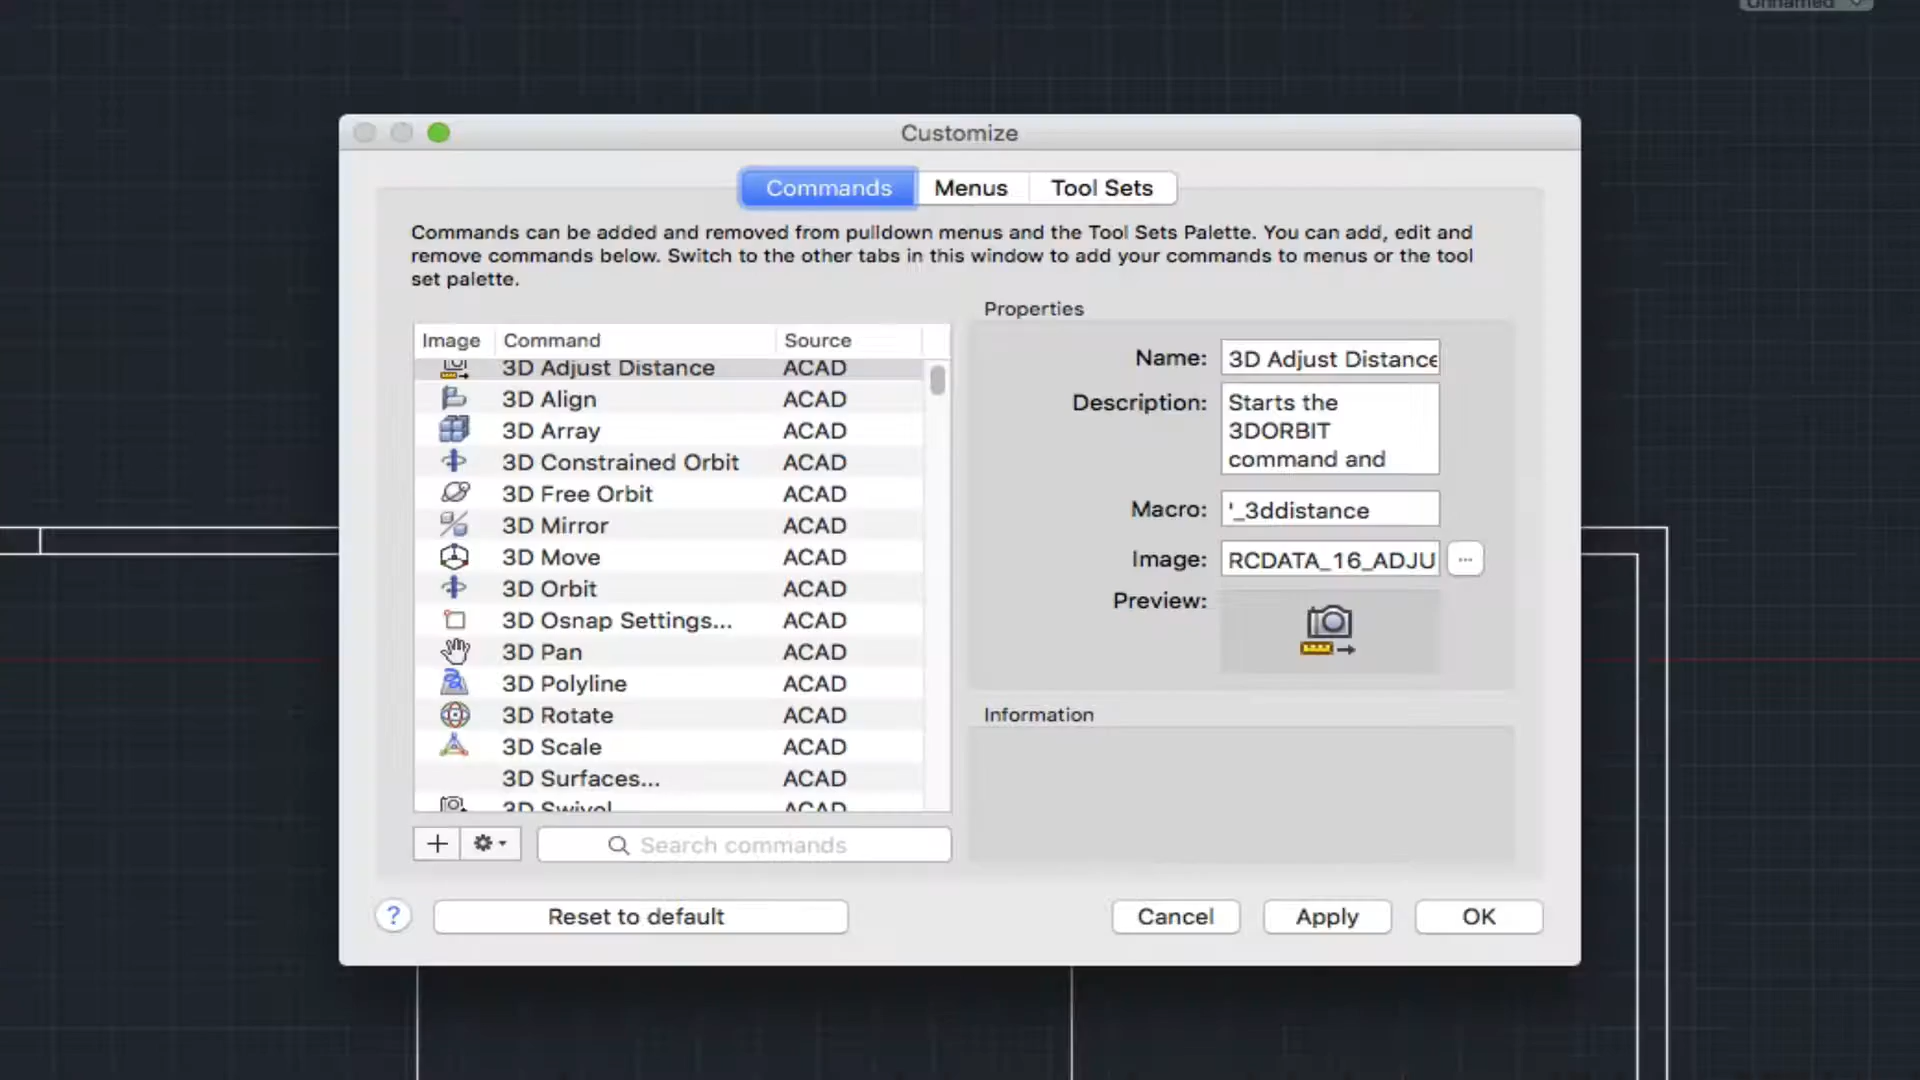 Unnamed
Customize
Commands
Menus
Tool Sets
Commands can be added and removed from pulldown menus and the Tool Sets Palette. You can add, edit and
remove commands below. Switch to the other tabs in this window to add your commands to menus or the tool
set palette.
Properties
Image Command Source
3D Adjust Distance ACAD
3D Align ACAD
3D Array ACAD
3D Constrained Orbit ACAD
3D Free Orbit ACAD
3D Mirror ACAD
3D Move ACAD
3D Orbit ACAD
3D Osnap Settings... ACAD
3D Pan ACAD
3D Polyline ACAD
3D Rotate ACAD
3D Scale ACAD
3D Surfaces... ACAD
3D Swivel ACAD
Name: 3D Adjust Distance
Description: Starts the
3DORBIT
command and
Macro: '_3ddistance
Image: RCDATA_16_ADJU ...
Preview:
Information
+
Search commands
?
Reset to default
Cancel
Apply
OK